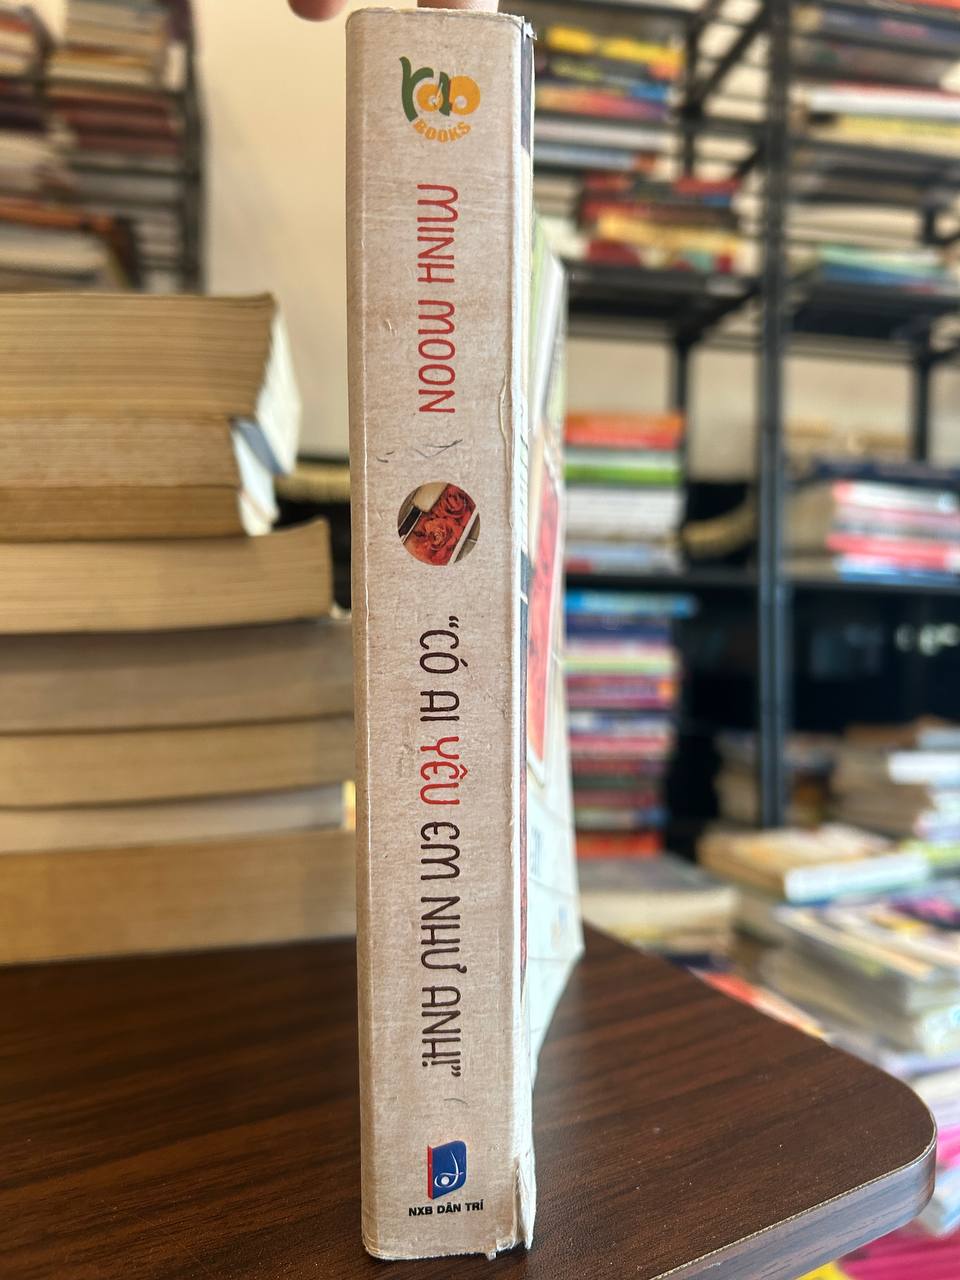 BOOKS
MINH MOON
"CÓ AI YÊU EM NHƯ ANH!"
NXB DÂN TRÍ